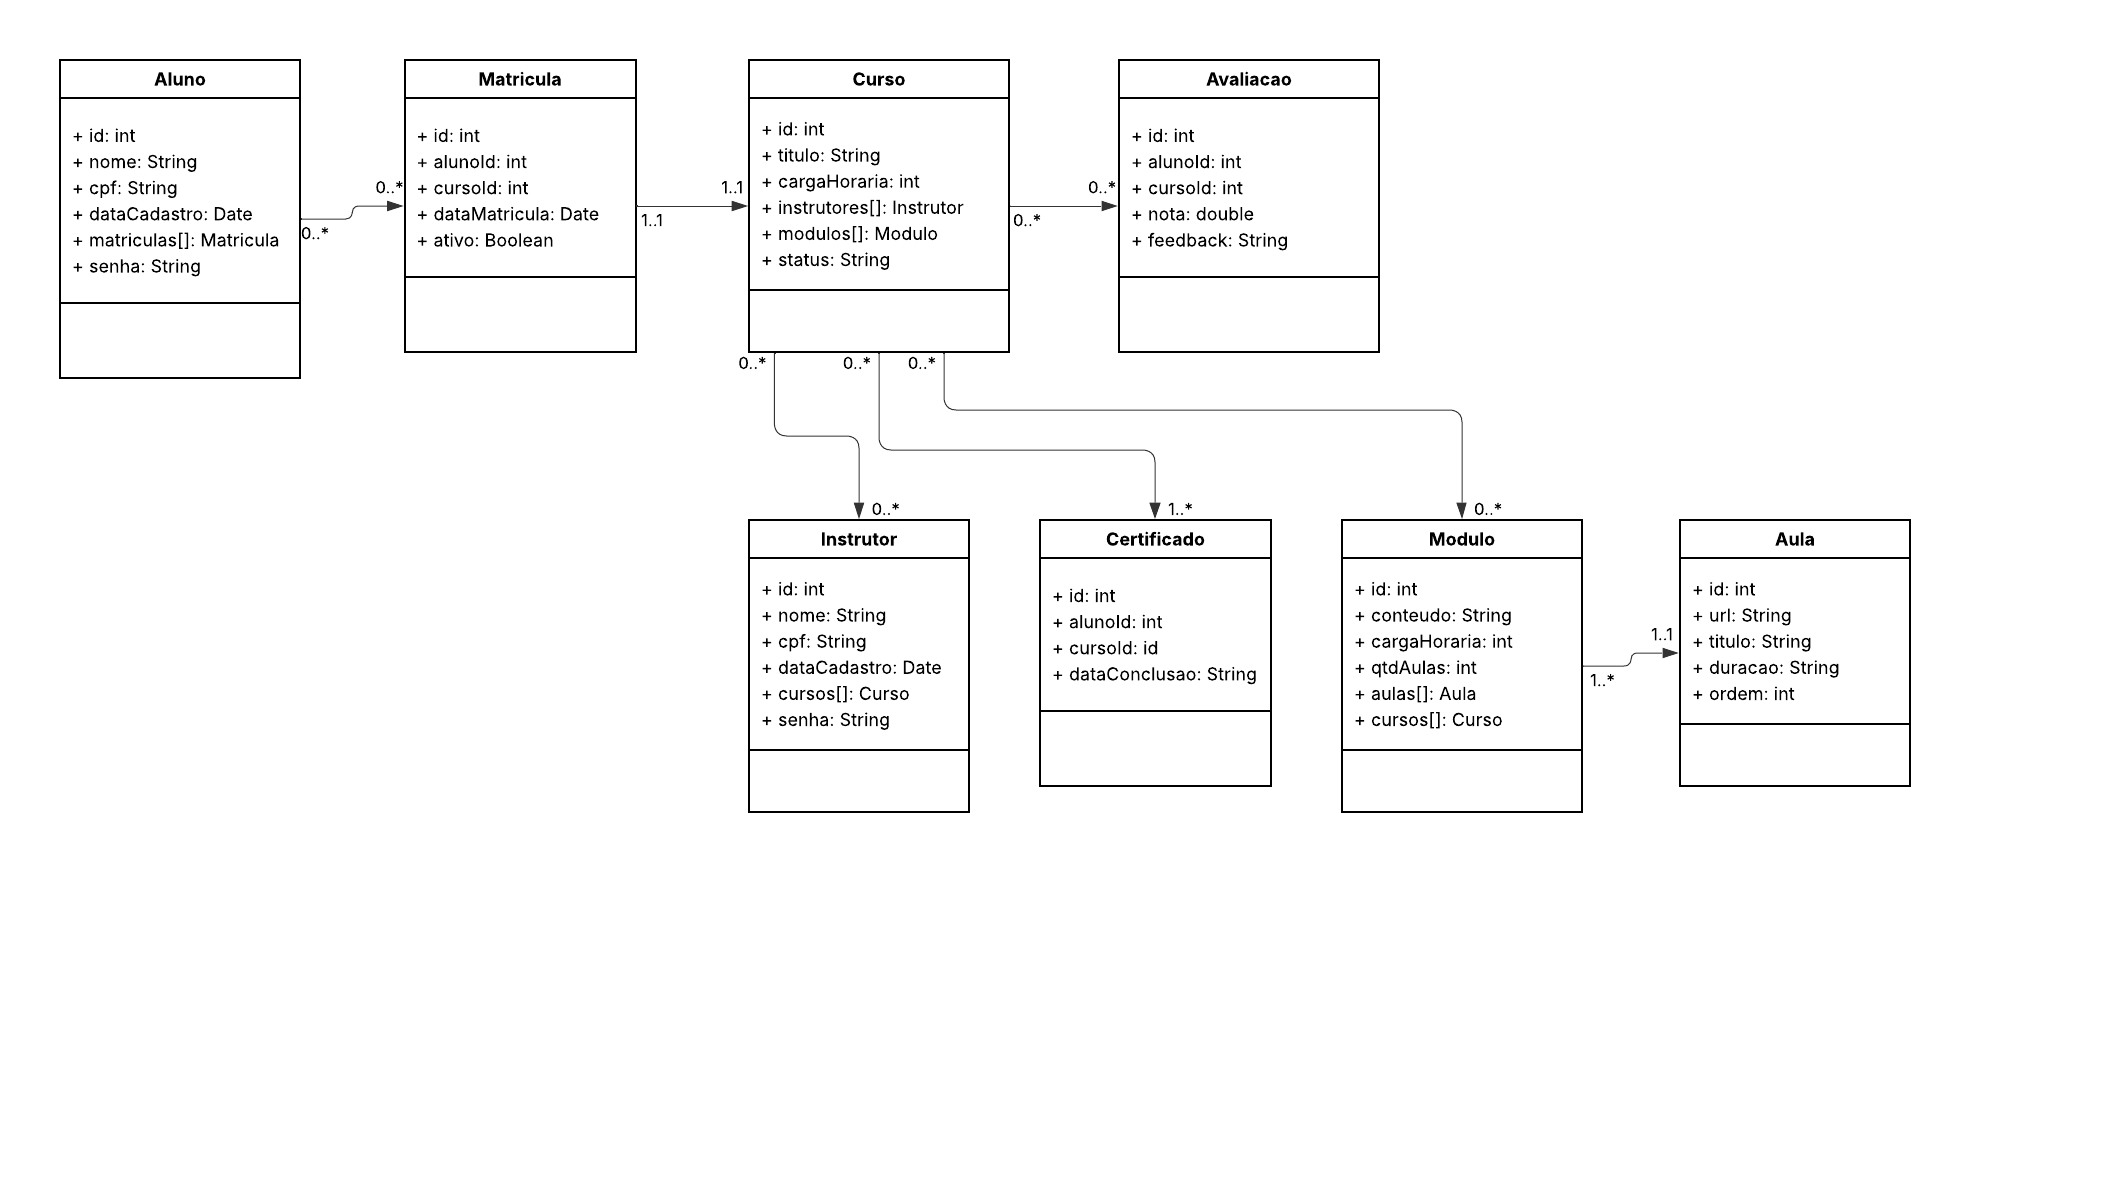 Aluno
+ id: int
+ nome: String
+ cpf: String
+ dataCadastro: Date
+ matriculas[]: Matricula
+ senha: String
0..*
0..*
Matricula
+ id: int
+ alunoId: int
+ cursoId: int
+ dataMatricula: Date
+ ativo: Boolean
1..1
1..1
Curso
+ id: int
+ titulo: String
+ cargaHoraria: int
+ instrutores[]: Instrutor
+ modulos[]: Modulo
+ status: String
0..*
0..*
Avaliacao
+ id: int
+ alunoId: int
+ cursoId: int
+ nota: double
+ feedback: String
0..*
0..*
0..*
0..*
1..*
0..*
Instrutor
+ id: int
+ nome: String
+ cpf: String
+ dataCadastro: Date
+ cursos[]: Curso
+ senha: String
Certificado
+ id: int
+ alunoId: int
+ cursoId: id
+ dataConclusao: String
Modulo
+ id: int
+ conteudo: String
+ cargaHoraria: int
+ qtdAulas: int
+ aulas[]: Aula
+ cursos[]: Curso
1..1
1..*
Aula
+ id: int
+ url: String
+ titulo: String
+ duracao: String
+ ordem: int